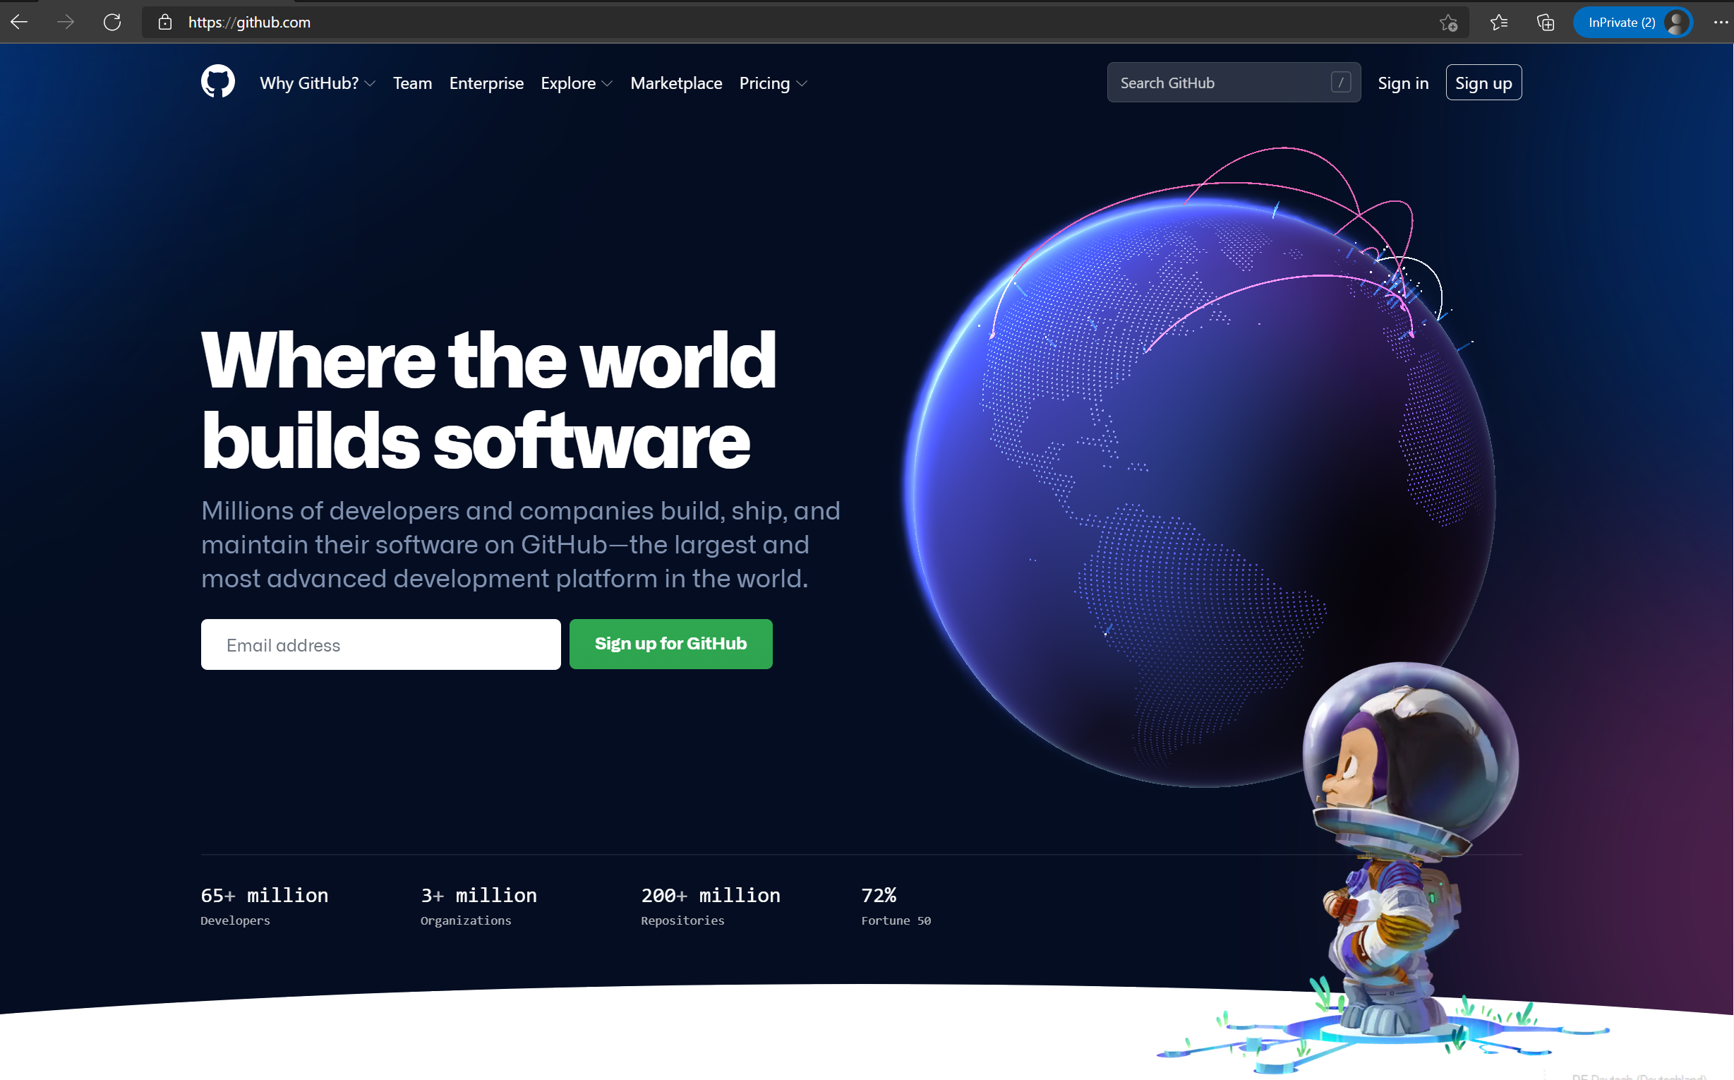 https://github.com
InPrivate (2)
Why GitHub?
Team
Enterprise
Explore
Marketplace
Pricing
Search GitHub
/
Sign in
Sign up
Where the world
builds software
Millions of developers and companies build, ship, and
maintain their software on GitHub—the largest and
most advanced development platform in the world.
Email address
Sign up for GitHub
65+ million
Developers
3+ million
Organizations
200+ million
Repositories
72%
Fortune 50